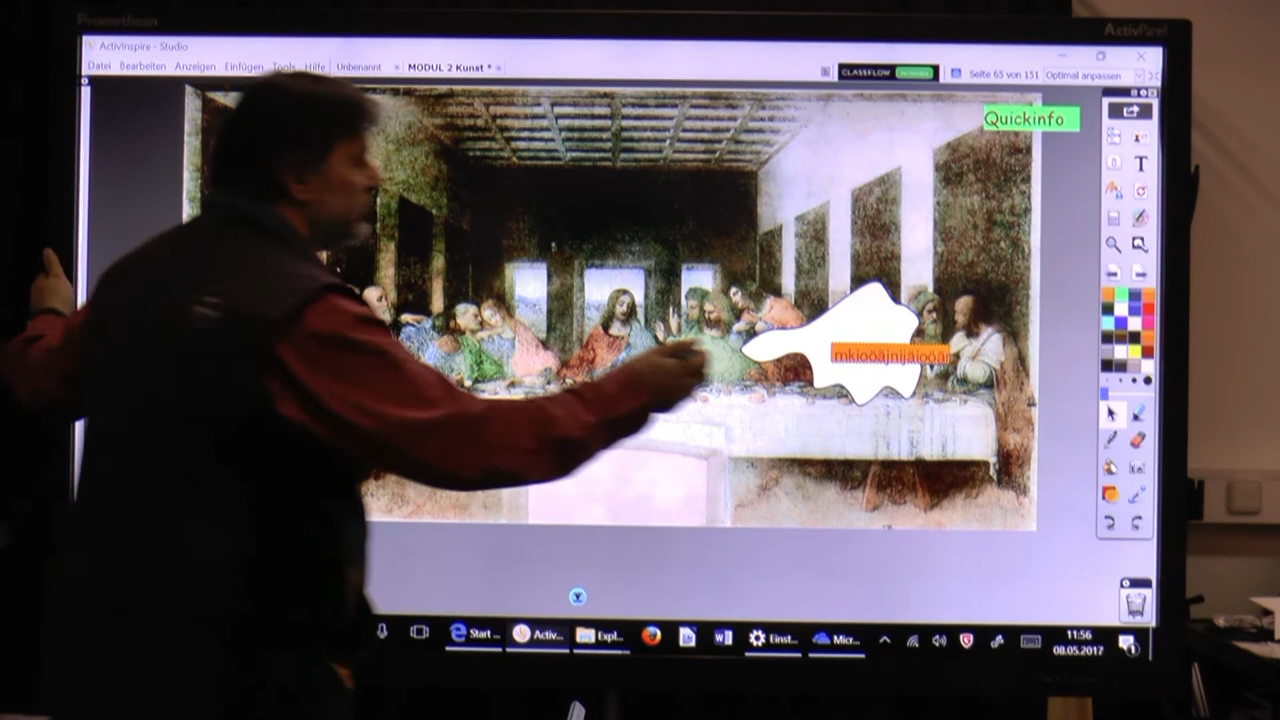 Promethean
ActivPanel
ActivInspire - Studio
Datei Bearbeiten Anzeigen Einfügen Tools Hilfe Unbenannt MODUL 2 Kunst *
CLASSFLOW
Seite 65 von 151 Optimal anpassen
Quickinfo
mkioöäjnijäioöär
Start ... Activ... Expl... Einst... Micr...
11:56
08.05.2017